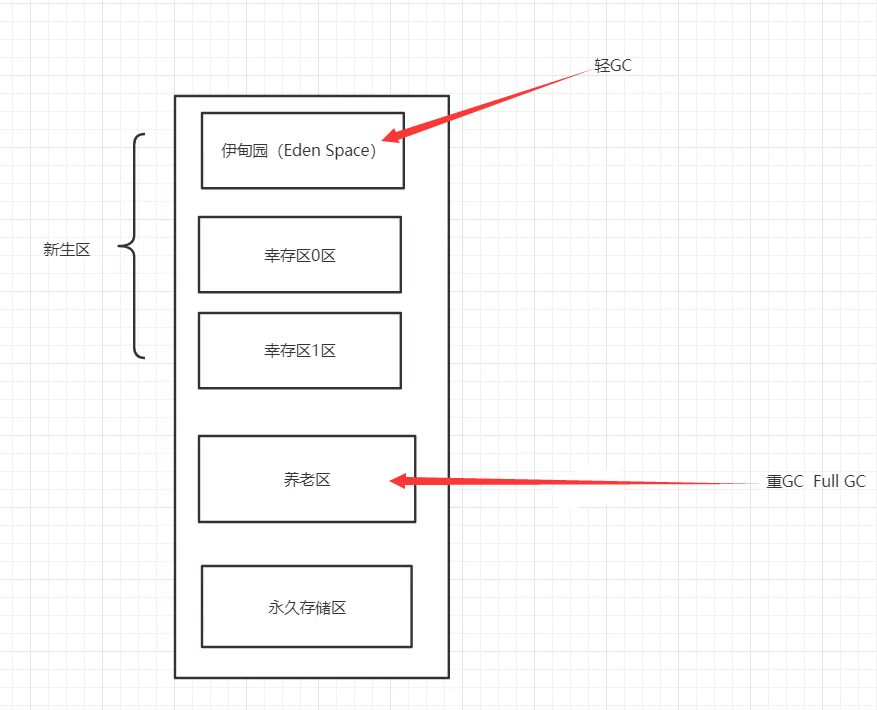 轻GC
伊甸园（Eden Space）
新生区
幸存区0区
幸存区1区
养老区
重GC  Full GC
永久存储区